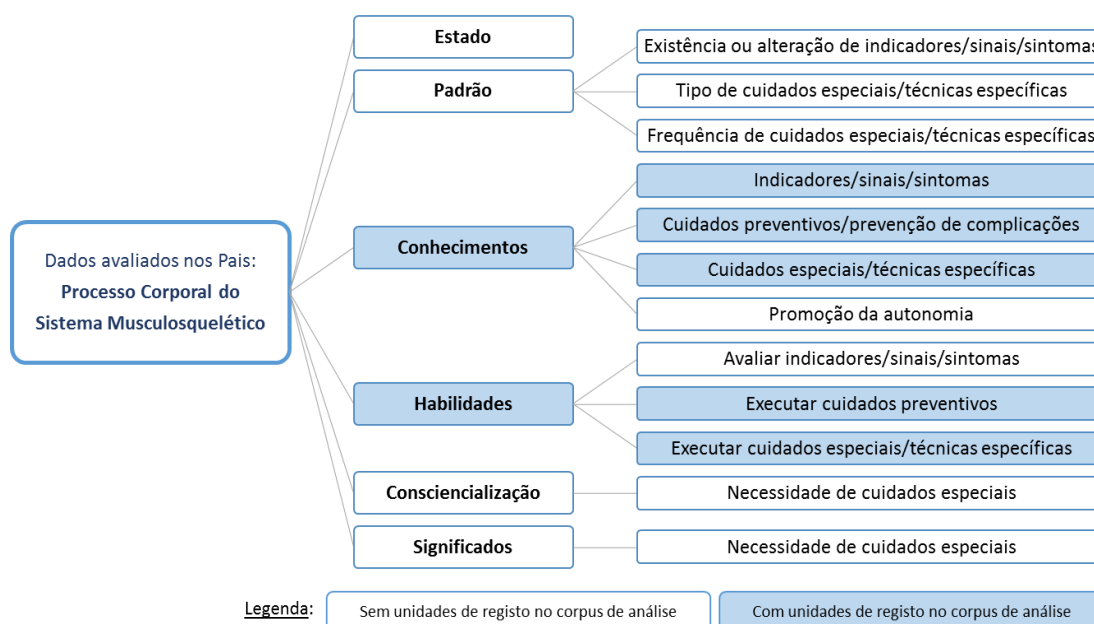 Dados avaliados nos Pais:
Processo Corporal do
Sistema Musculosquelético
Estado
Padrão
Existência ou alteração de indicadores/sinais/sintomas
Tipo de cuidados especiais/técnicas específicas
Frequência de cuidados especiais/técnicas específicas
Conhecimentos
Indicadores/sinais/sintomas
Cuidados preventivos/prevenção de complicações
Cuidados especiais/técnicas específicas
Promoção da autonomia
Habilidades
Avaliar indicadores/sinais/sintomas
Executar cuidados preventivos
Executar cuidados especiais/técnicas específicas
Consciencialização
Necessidade de cuidados especiais
Significados
Necessidade de cuidados especiais
Legenda:
Sem unidades de registo no corpus de análise
Com unidades de registo no corpus de análise